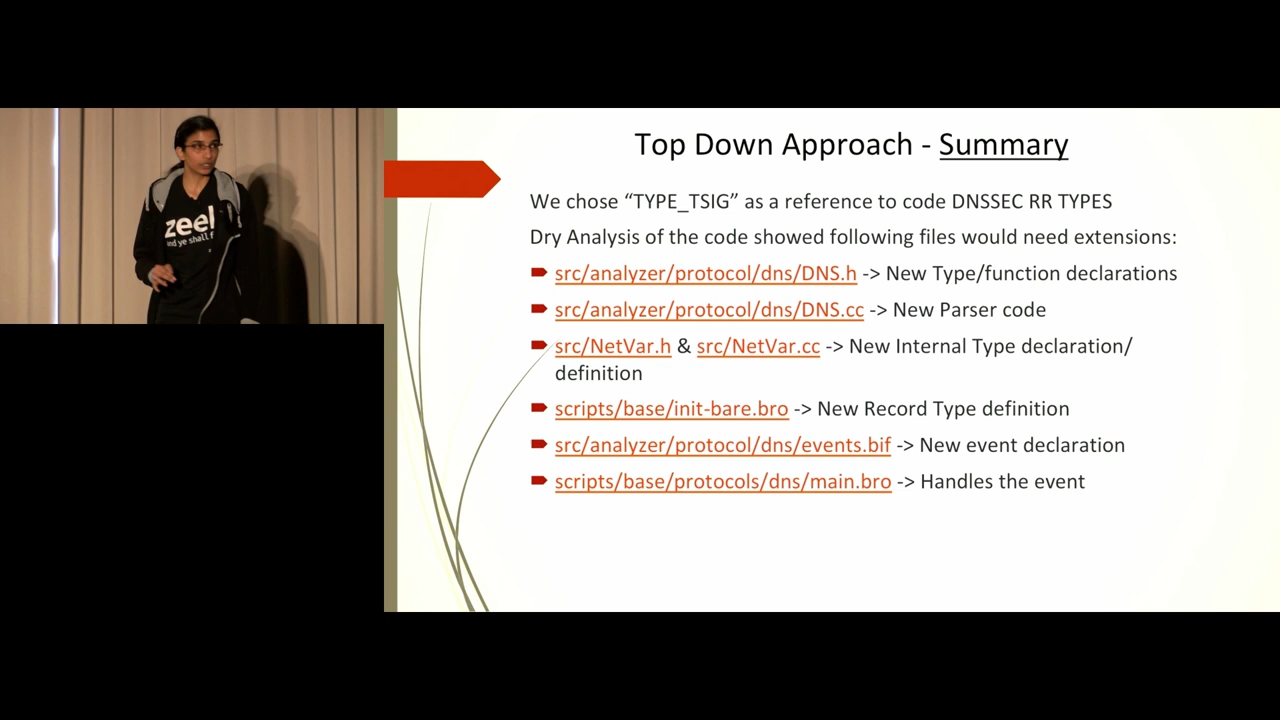 Top Down Approach - Summary
We chose “TYPE_TSIG” as a reference to code DNSSEC RR TYPES
Dry Analysis of the code showed following files would need extensions:
src/analyzer/protocol/dns/DNS.h -> New Type/function declarations
src/analyzer/protocol/dns/DNS.cc -> New Parser code
src/NetVar.h & src/NetVar.cc -> New Internal Type declaration/
definition
scripts/base/init-bare.bro -> New Record Type definition
src/analyzer/protocol/dns/events.bif -> New event declaration
scripts/base/protocols/dns/main.bro -> Handles the event
zeek
and ye shall f